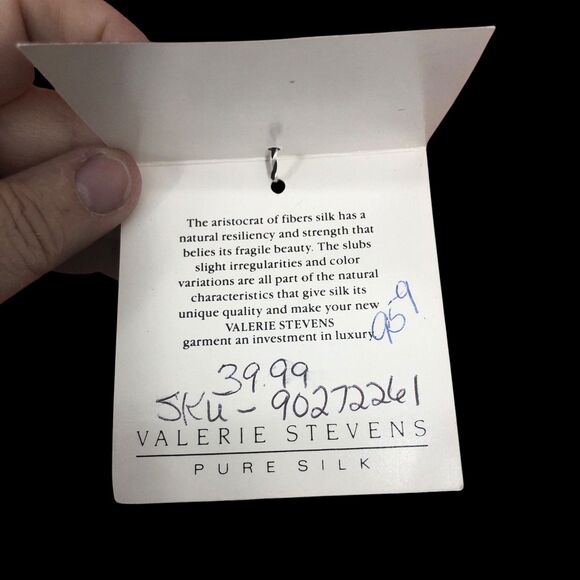 The aristocrat of fibers silk has a
natural resiliency and strength that
belies its fragile beauty. The slubs
slight irregularities and color
variations are all part of the natural
characteristics that give silk its
unique quality and make your new
VALERIE STEVENS
garment an investment in luxury.
39.99
SKU - 90272261
VALERIE STEVENS
PURE SILK